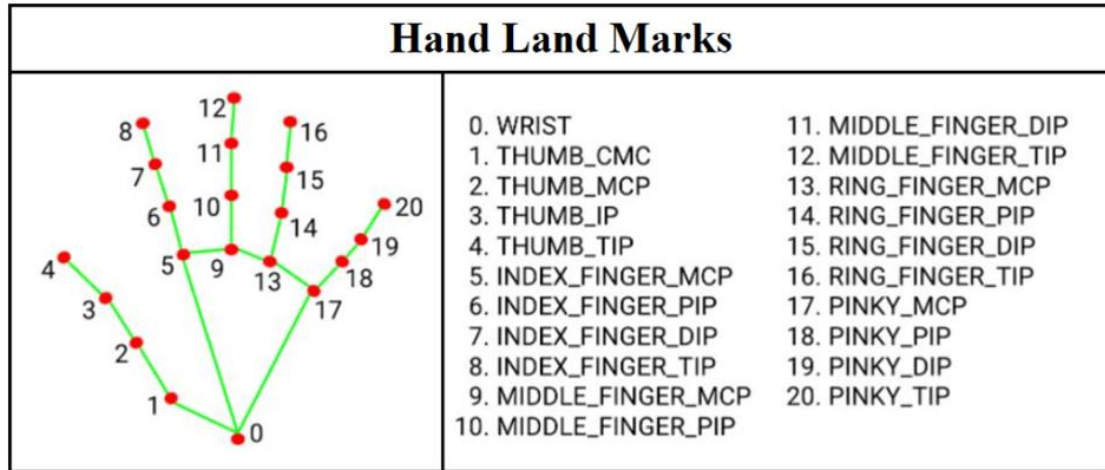 Hand Land Marks
12
8
16
11
7
15
10
20
6
14
19
4
5
9
13
18
3
17
2
1
0
0. WRIST
1. THUMB_CMC
2. THUMB_MCP
3. THUMB_IP
4. THUMB_TIP
5. INDEX_FINGER_MCP
6. INDEX_FINGER_PIP
7. INDEX_FINGER_DIP
8. INDEX_FINGER_TIP
9. MIDDLE_FINGER_MCP
10. MIDDLE_FINGER_PIP
11. MIDDLE_FINGER_DIP
12. MIDDLE_FINGER_TIP
13. RING_FINGER_MCP
14. RING_FINGER_PIP
15. RING_FINGER_DIP
16. RING_FINGER_TIP
17. PINKY_MCP
18. PINKY_PIP
19. PINKY_DIP
20. PINKY_TIP